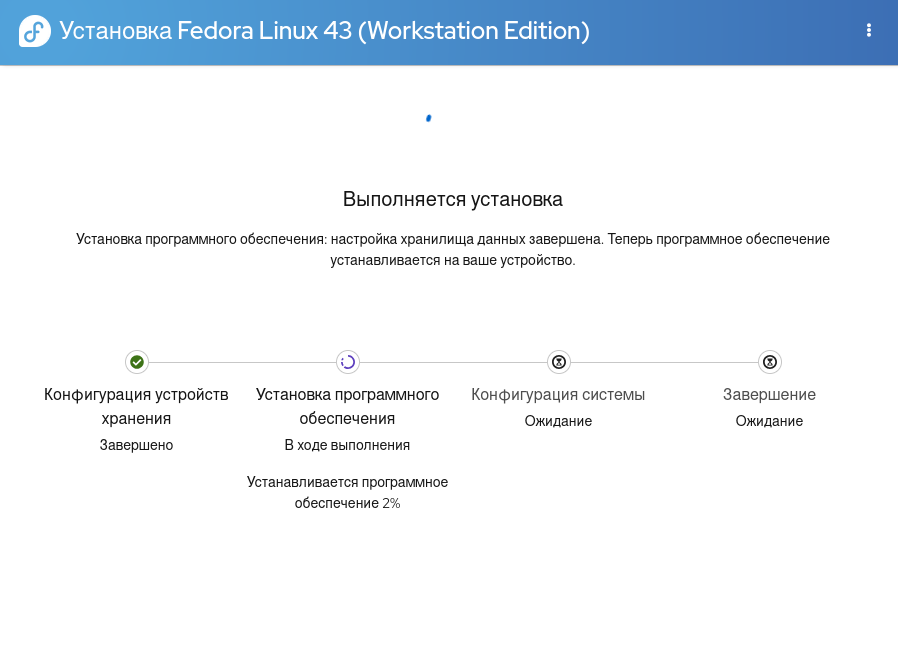 Установка Fedora Linux 43 (Workstation Edition)
Выполняется установка
Установка программного обеспечения: настройка хранилища данных завершена. Теперь программное обеспечение
устанавливается на ваше устройство.
Конфигурация устройств
хранения
Завершено
Установка программного
обеспечения
В ходе выполнения
Устанавливается программное
обеспечение 2%
Конфигурация системы
Ожидание
Завершение
Ожидание